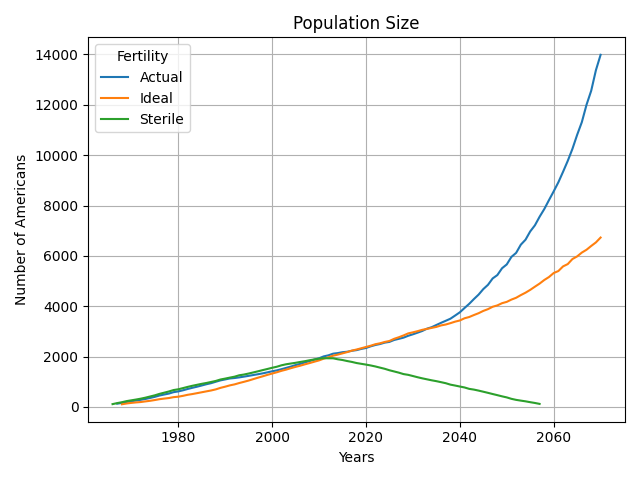 Population Size
Fertility
Actual
Ideal
Sterile
14000
12000
10000
8000
6000
4000
2000
0
Number of Americans
1980
2000
2020
2040
2060
Years